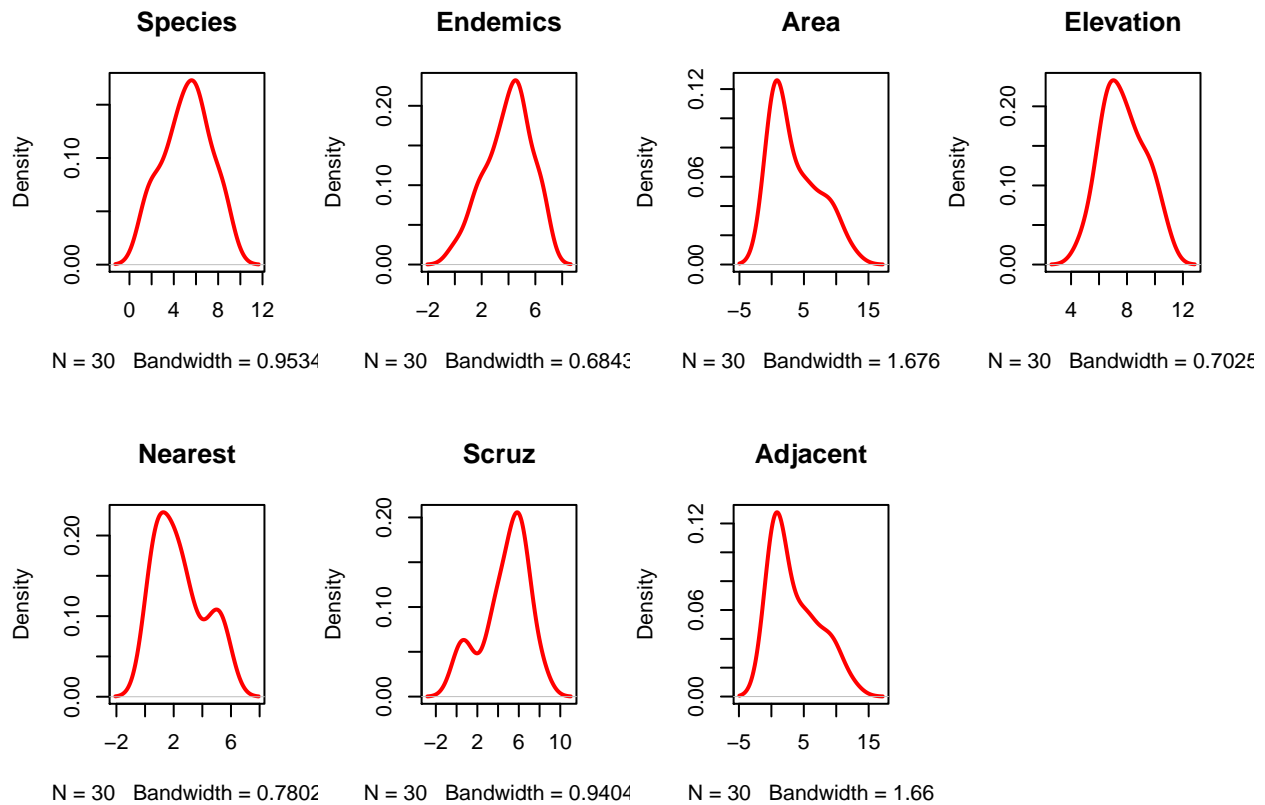 Species
Density
0.00 0.10
0 4 8 12
N = 30 Bandwidth = 0.9534
Endemics
Density
0.00 0.10 0.20
−2 2 6
N = 30 Bandwidth = 0.6843
Area
Density
0.00 0.06 0.12
−5 5 15
N = 30 Bandwidth = 1.676
Elevation
Density
0.00 0.10 0.20
4 8 12
N = 30 Bandwidth = 0.7025
Nearest
Density
0.00 0.10 0.20
−2 2 6
N = 30 Bandwidth = 0.7802
Scruz
Density
0.00 0.10 0.20
−2 2 6 10
N = 30 Bandwidth = 0.9404
Adjacent
Density
0.00 0.06 0.12
−5 5 15
N = 30 Bandwidth = 1.66